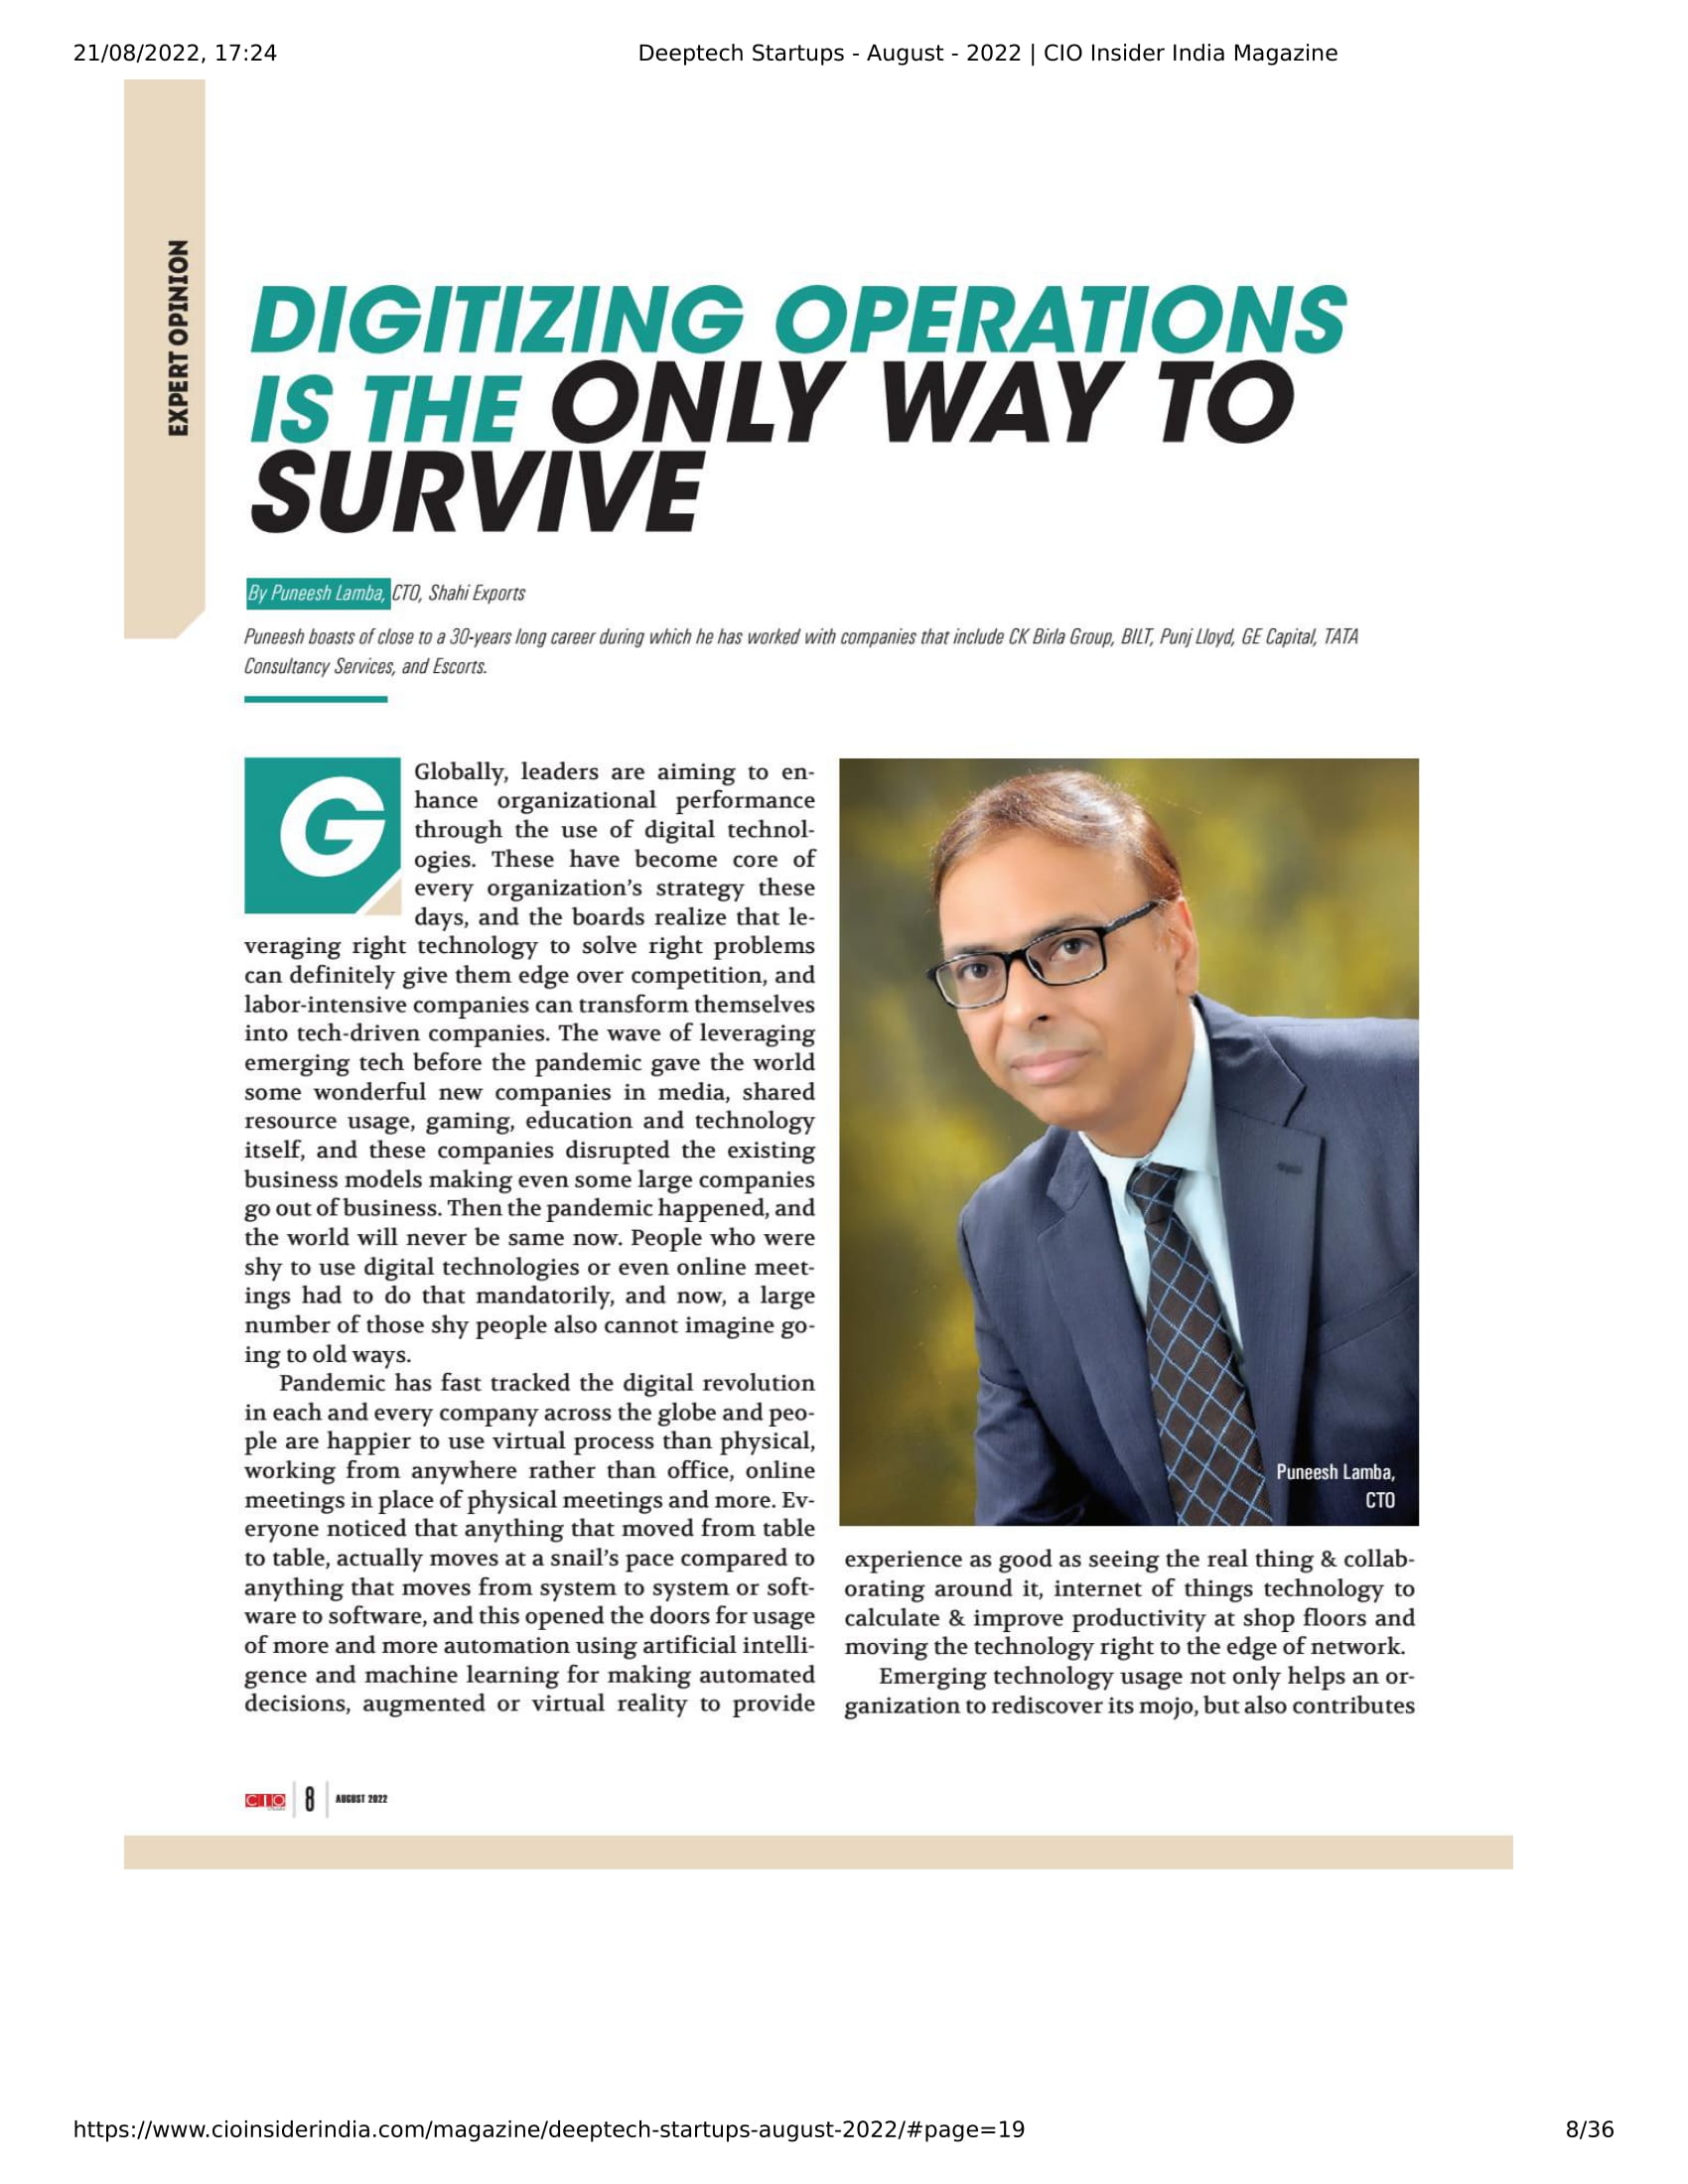 21/08/2022, 17:24
Deeptech Startups - August - 2022 | CIO Insider India Magazine
EXPERT OPINION
DIGITIZING OPERATIONS
IS THE ONLY WAY TO
SURVIVE
By Puneesh Lamba, CTO, Shahi Exports
Puneesh boasts of close to a 30-years long career during which he has worked with companies that include CK Birla Group, BILT, Punj Lloyd, GE Capital, TATA
Consultancy Services, and Escorts.
G
Globally, leaders are aiming to en-
hance organizational performance
through the use of digital technol-
ogies. These have become core of
every organization's strategy these
days, and the boards realize that le-
veraging right technology to solve right problems
can definitely give them edge over competition, and
labor-intensive companies can transform themselves
into tech-driven companies. The wave of leveraging
emerging tech before the pandemic gave the world
some wonderful new companies in media, shared
resource usage, gaming, education and technology
itself, and these companies disrupted the existing
business models making even some large companies
go out of business. Then the pandemic happened, and
the world will never be same now. People who were
shy to use digital technologies or even online meet-
ings had to do that mandatorily, and now, a large
number of those shy people also cannot imagine go-
ing to old ways.
Pandemic has fast tracked the digital revolution
in each and every company across the globe and peo-
ple are happier to use virtual process than physical,
working from anywhere rather than office, online
meetings in place of physical meetings and more. Ev-
eryone noticed that anything that moved from table
to table, actually moves at a snail's pace compared to
anything that moves from system to system or soft-
ware to software, and this opened the doors for usage
of more and more automation using artificial intelli-
gence and machine learning for making automated
decisions, augmented or virtual reality to provide
Puneesh Lamba,
CTO
experience as good as seeing the real thing & collab-
orating around it, internet of things technology to
calculate & improve productivity at shop floors and
moving the technology right to the edge of network.
Emerging technology usage not only helps an or-
ganization to rediscover its mojo, but also contributes
CIO
8
AUGUST 2022
https://www.cioinsiderindia.com/magazine/deeptech-startups-august-2022/#page=19
8/36